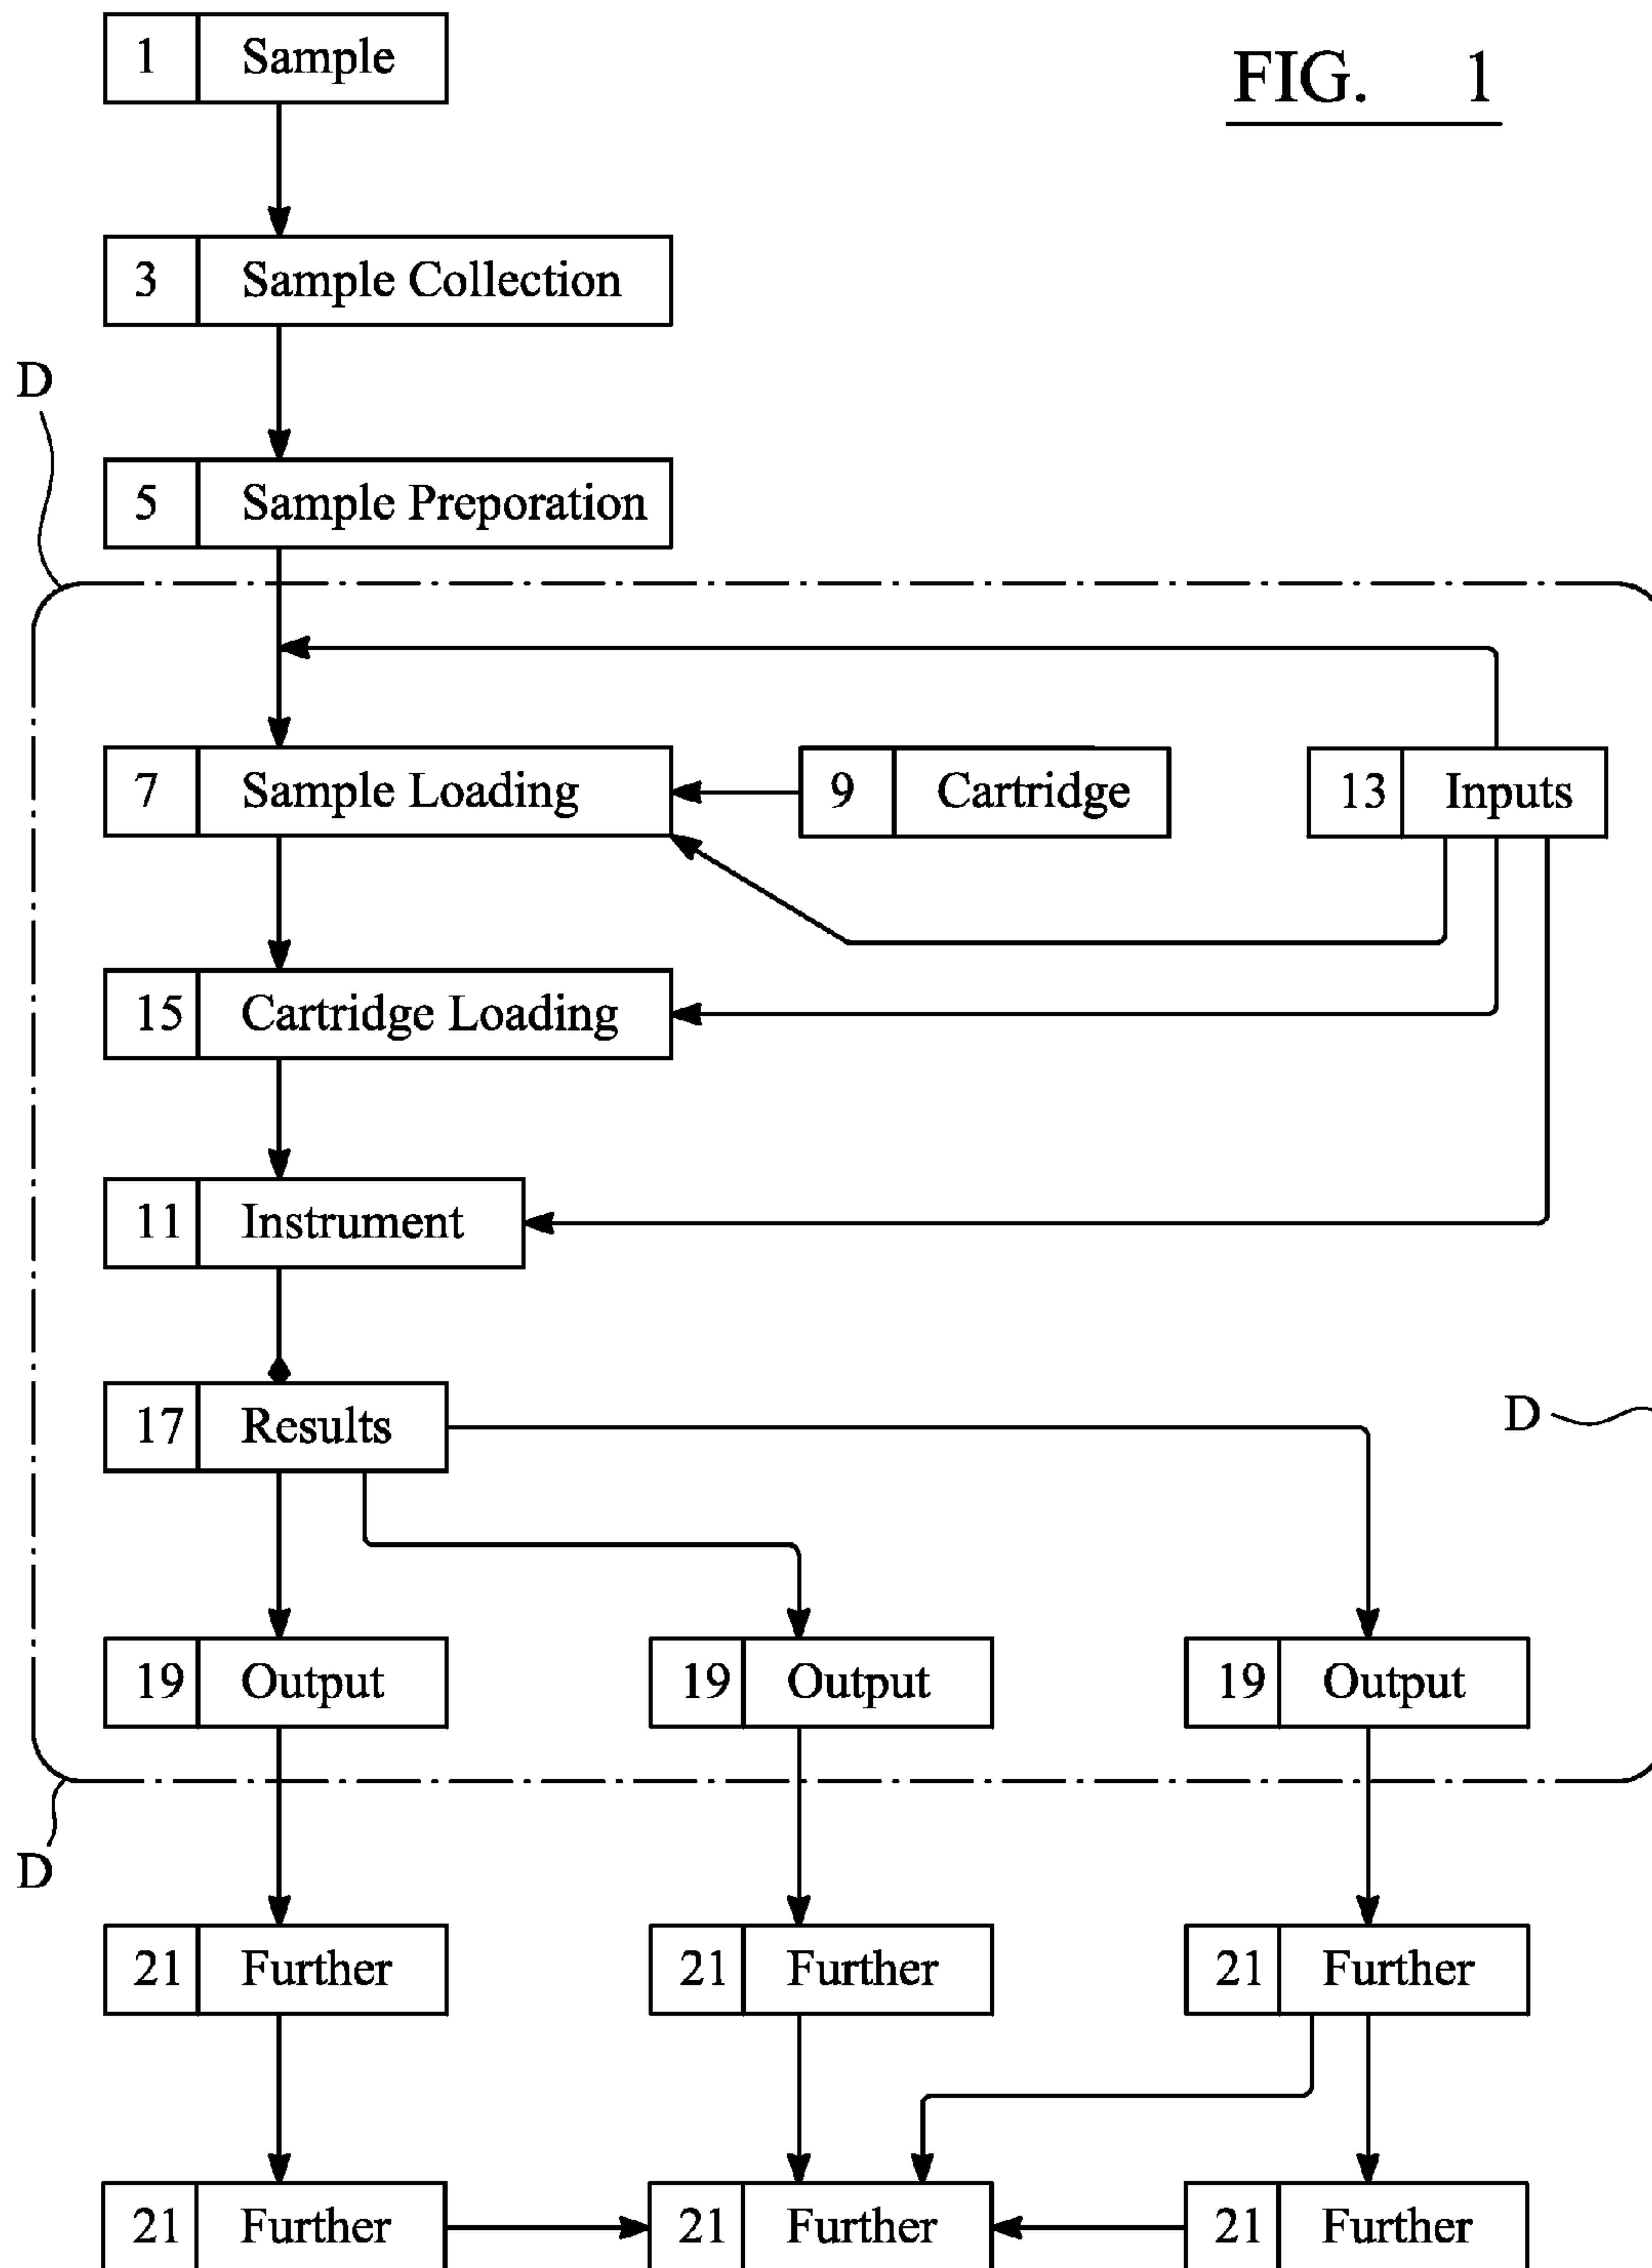 1 Sample
FIG. 1
3 Sample Collection
D
5 Sample Preporation
7 Sample Loading
9 Cartridge
13 Inputs
15 Cartridge Loading
11 Instrument
17 Results
D
19 Output
19 Output
19 Output
D
21 Further
21 Further
21 Further
21 Further
21 Further
21 Further